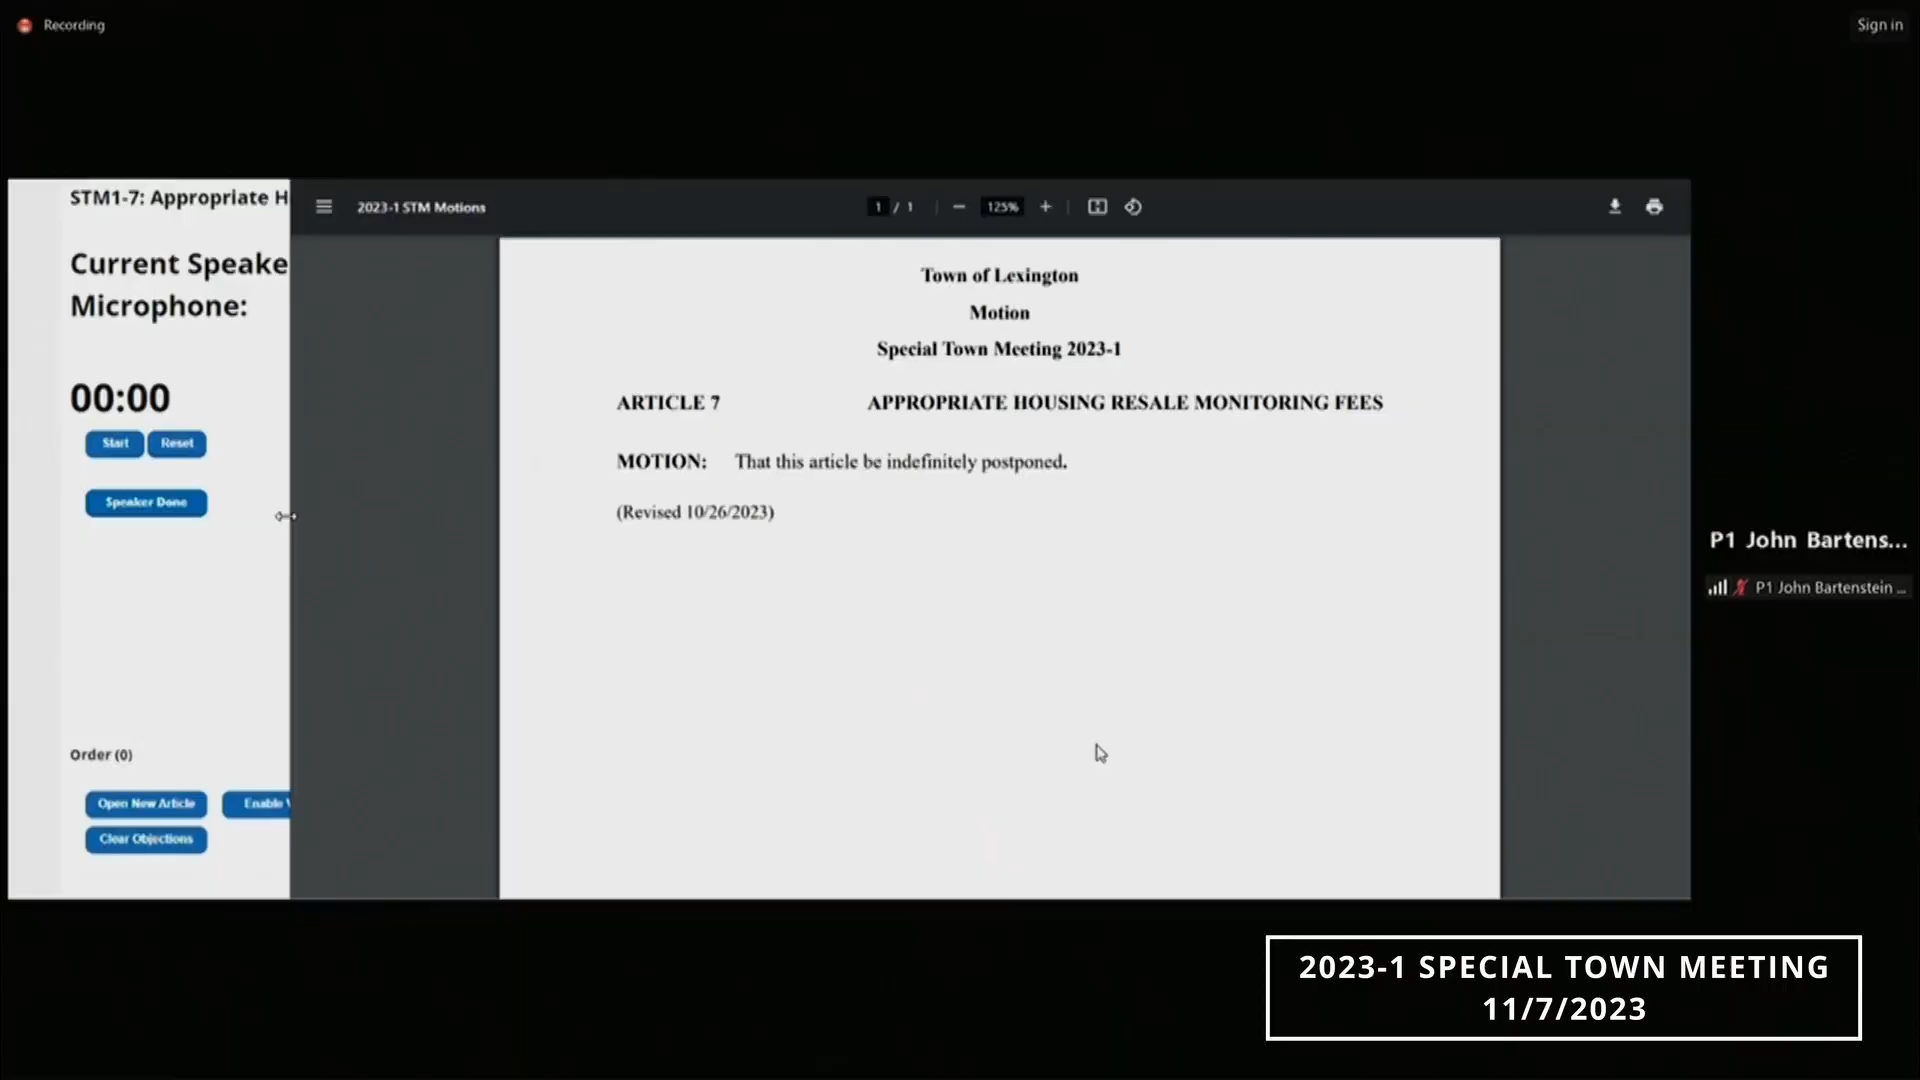 Recording
Sign in
STM1-7: Appropriate H
2023-1 STM Motions
1 / 1
125%
Current Speake
Microphone:
00:00
Start
Reset
Speaker Done
Order (0)
Open New Article
Enable
Clear Objections
Town of Lexington
Motion
Special Town Meeting 2023-1
ARTICLE 7 APPROPRIATE HOUSING RESALE MONITORING FEES
MOTION: That this article be indefinitely postponed.
(Revised 10/26/2023)
P1 John Bartens...
P1 John Bartenstein ...
2023-1 SPECIAL TOWN MEETING
11/7/2023